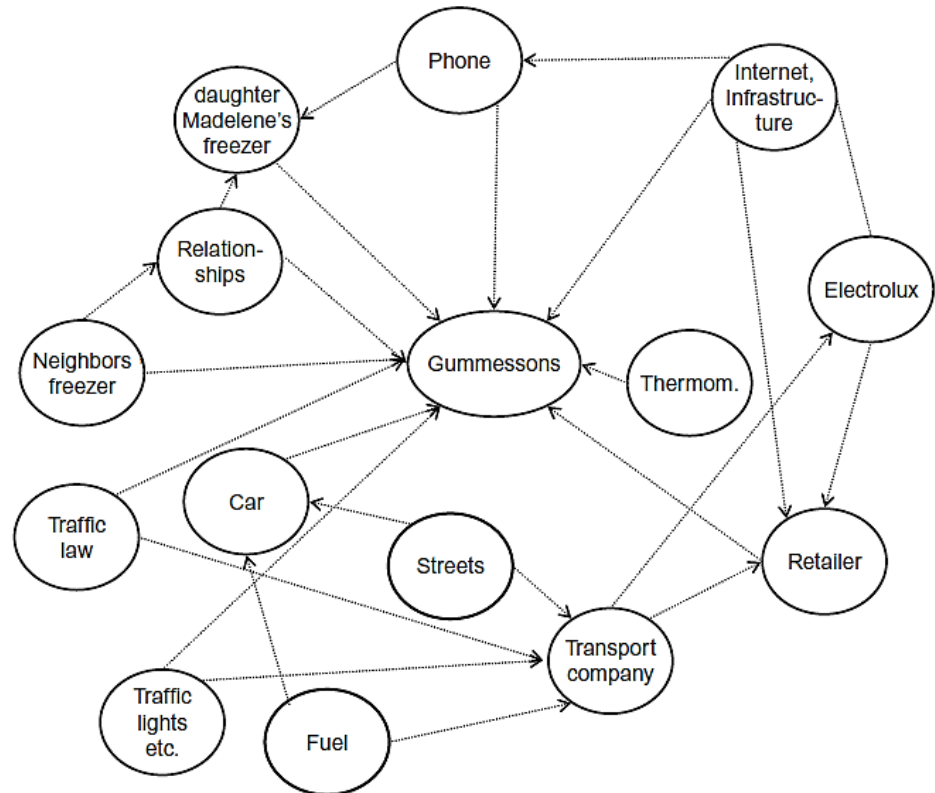 Phone
Internet,
Infrastruc-
ture
daughter
Madelene's
freezer
Relation-
ships
Electrolux
Neighbors
freezer
Gummessons
Thermom.
Car
Traffic
law
Streets
Retailer
Transport
company
Traffic
lights
etc.
Fuel